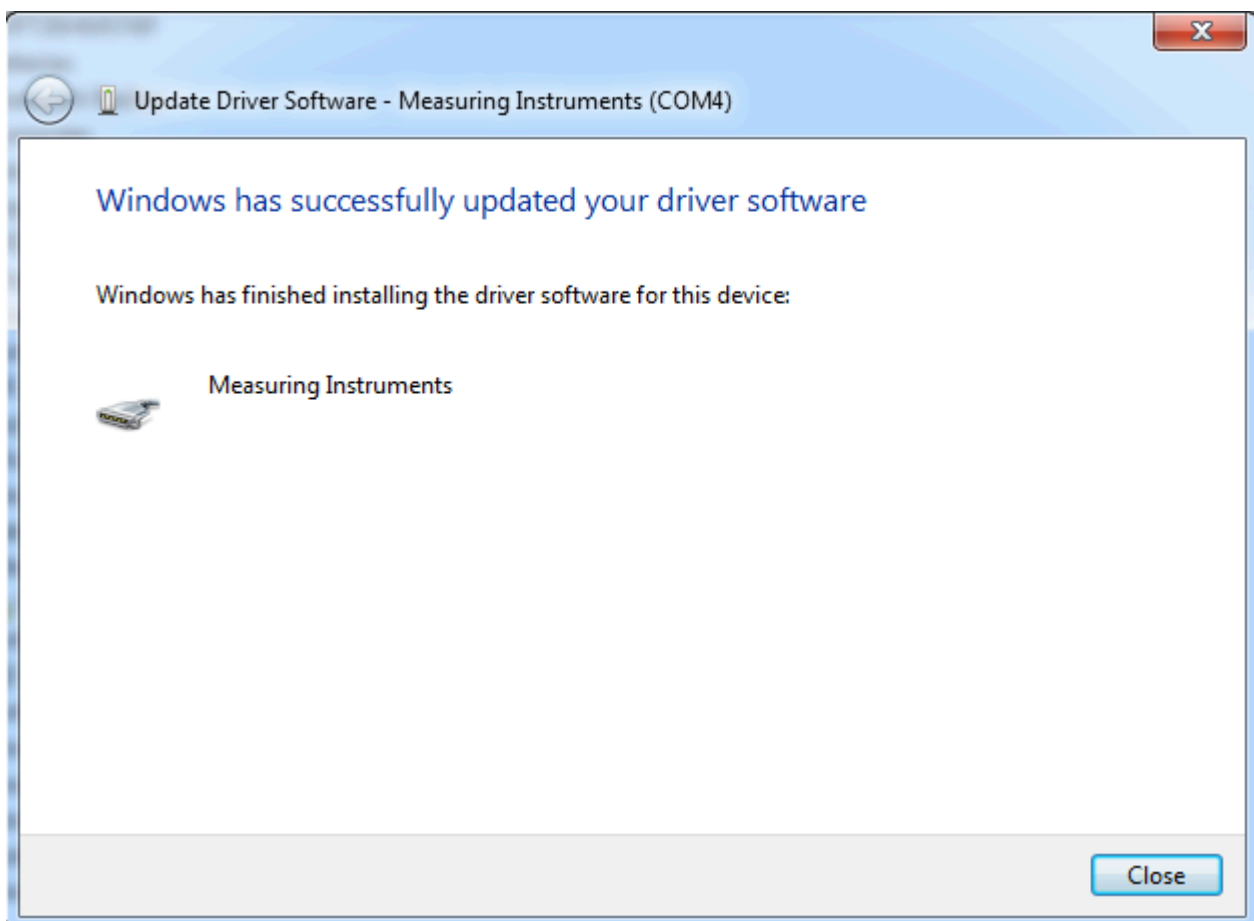 Update Driver Software - Measuring Instruments (COM4)
Windows has successfully updated your driver software
Windows has finished installing the driver software for this device:
Measuring Instruments
Close